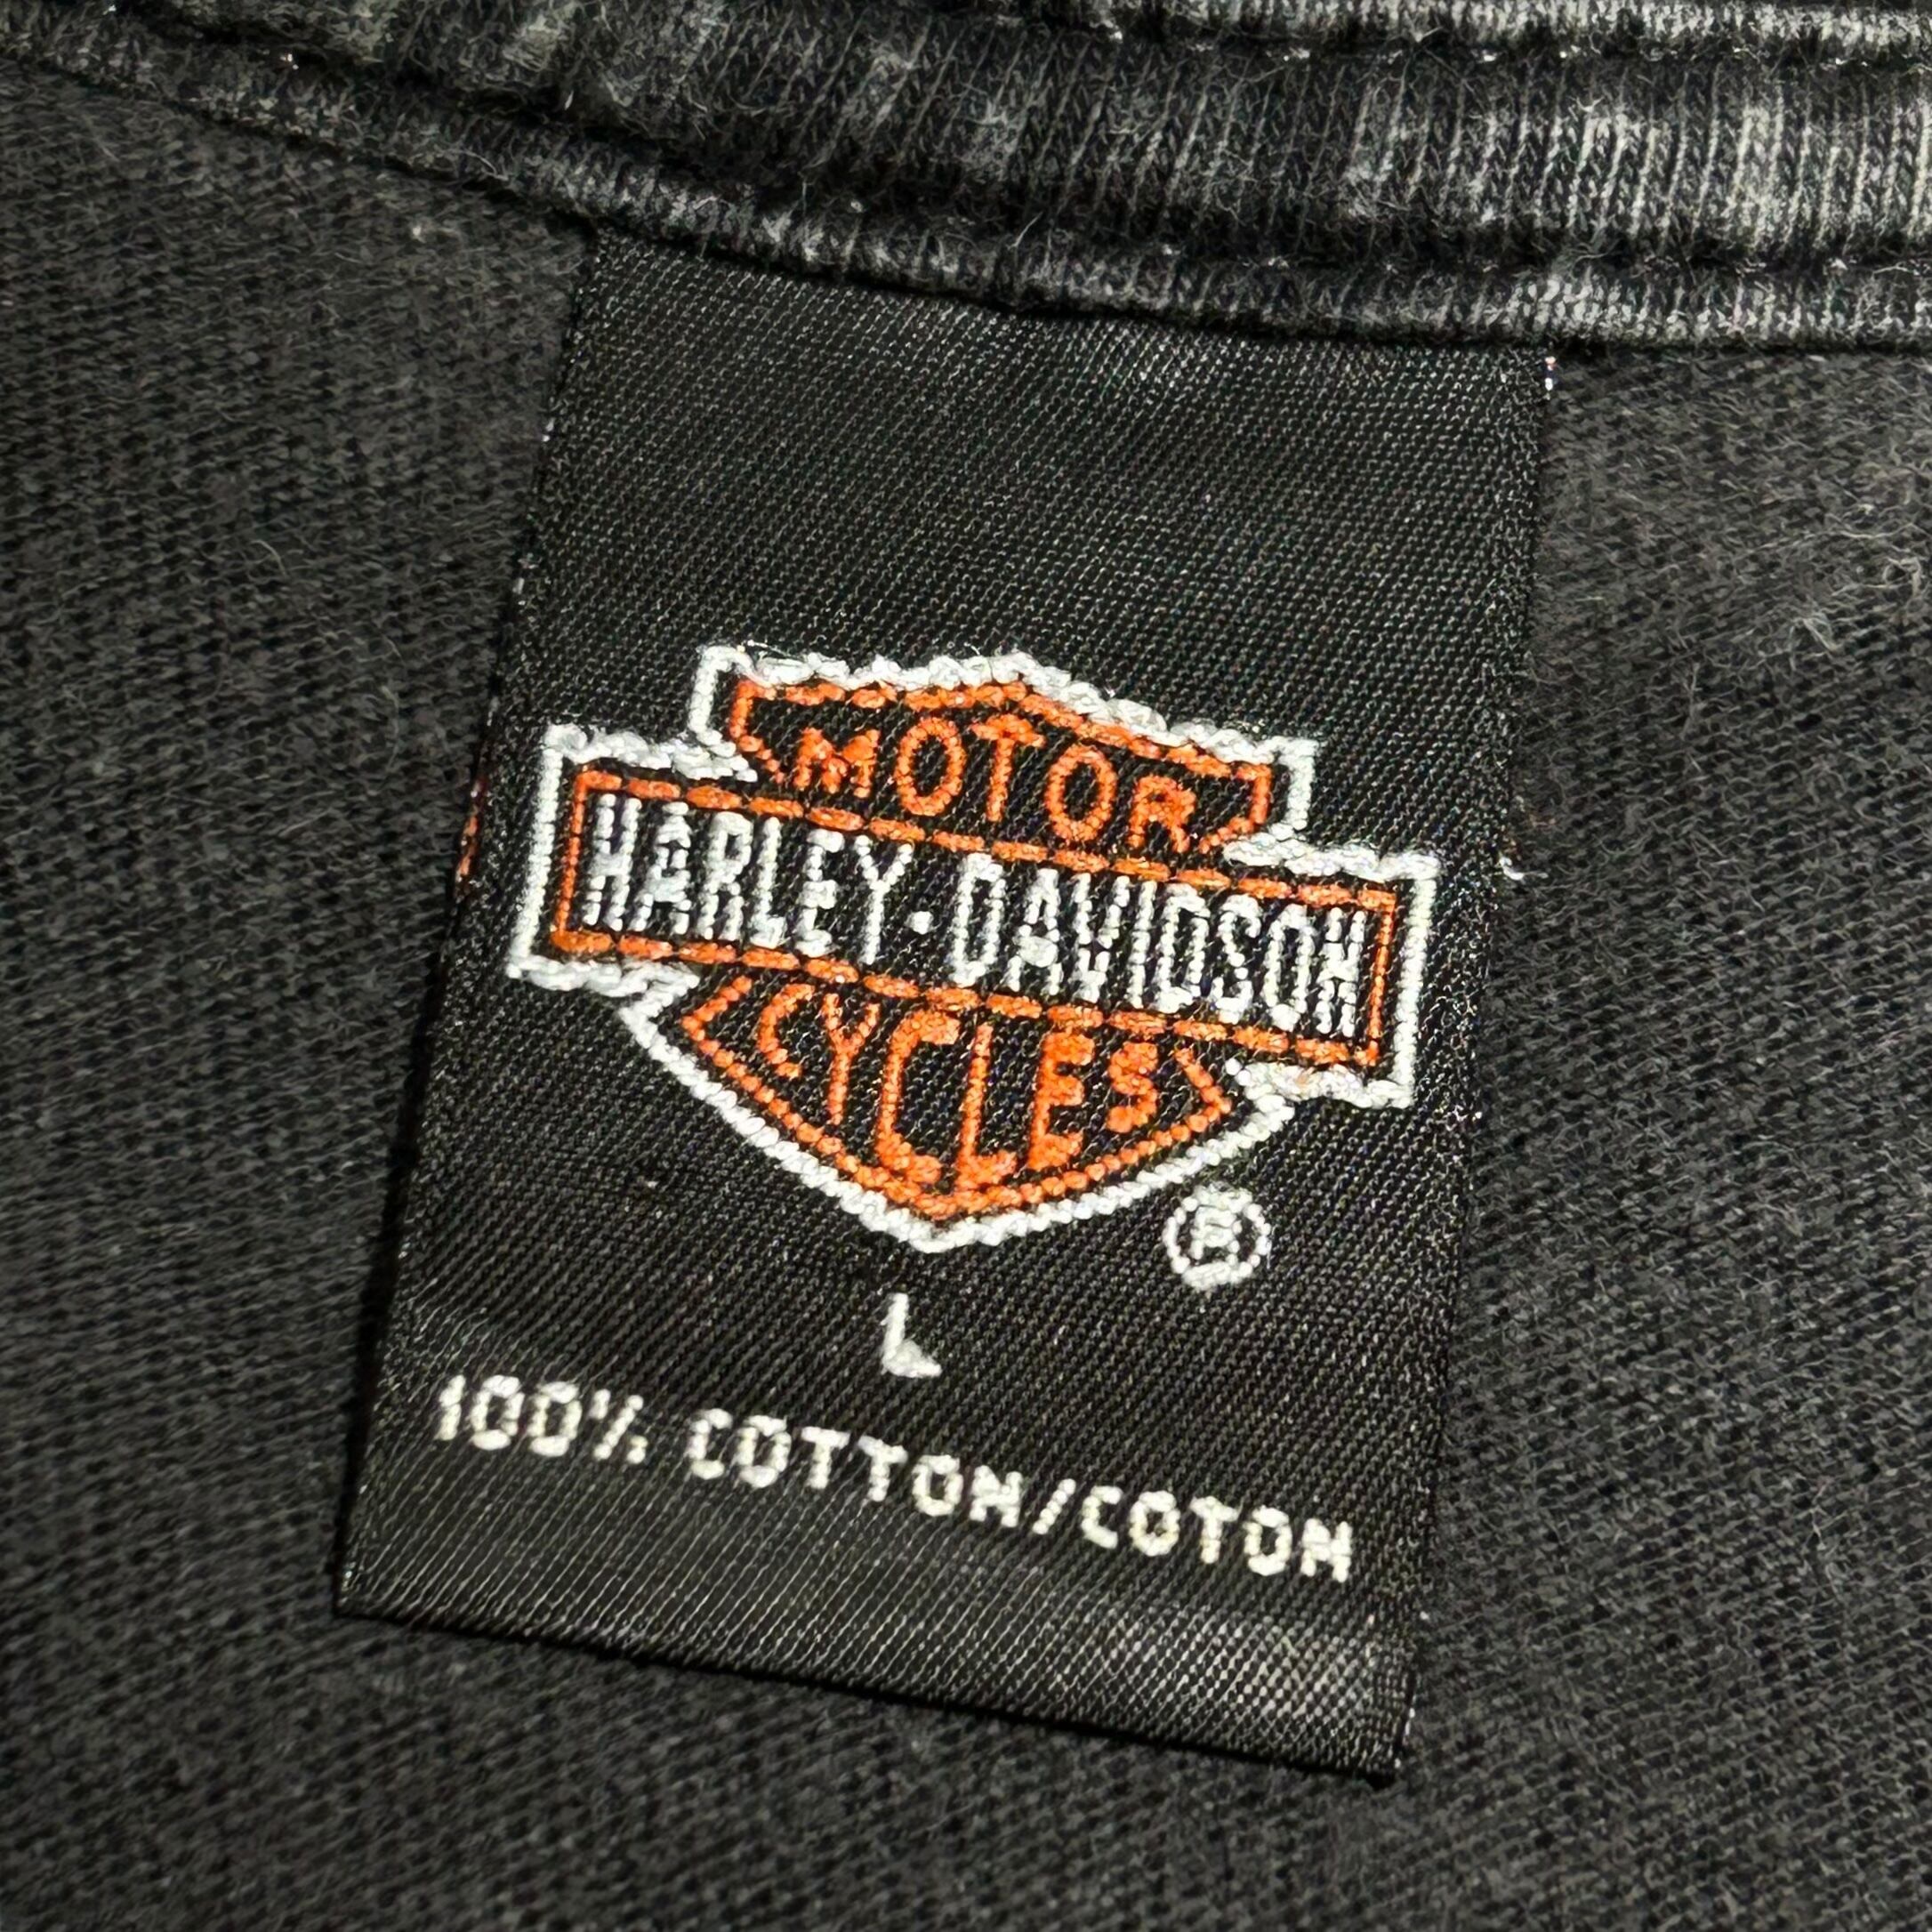 MOTOR
HARLEY-DAVIDSON
CYCLES
®
L
100% COTTON/COTON